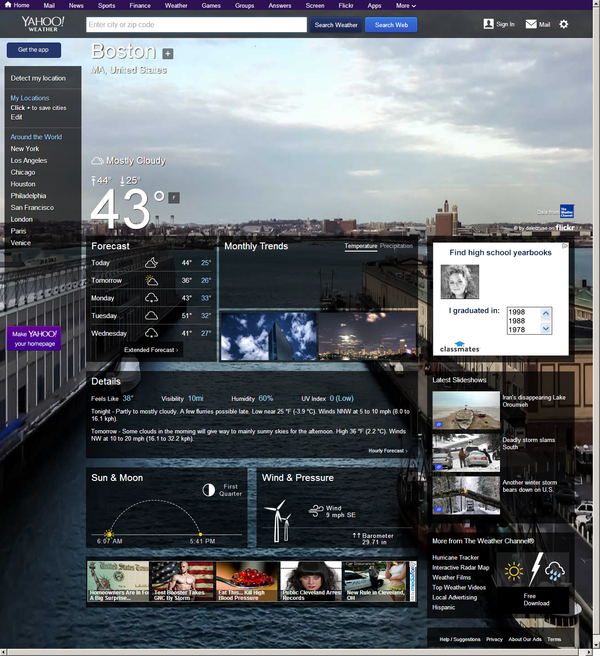 Home Mail News Sports Finance Weather Games Groups Answers Screen Flickr Apps More
YAHOO! WEATHER
Enter city or zip code
Search Weather
Search Web
Sign In
Mail
Get the app
Boston +
MA, United States
Detect my location
My Locations
Click + to save cities
Edit
Around the World
New York
Los Angeles
Chicago
Houston
Philadelphia
San Francisco
London
Paris
Venice
Make YAHOO!
your homepage
Mostly Cloudy
44° 25°
43° F
Data from
The Weather Channel
flickr
Forecast
Today 44° 25°
Tomorrow 36° 26°
Monday 43° 33°
Tuesday 51° 32°
Wednesday 41° 27°
Extended Forecast ›
Monthly Trends
Temperature Precipitation
Find high school yearbooks
I graduated in:
1998
1988
1978
classmates
Details
Feels Like 38° Visibility 10mi Humidity 60% UV Index 0 (Low)
Tonight - Partly to mostly cloudy. A few flurries possible late. Low near 25 °F (-3.9 °C). Winds NNW at 5 to 10 mph (8.0 to
16.1 kph).
Tomorrow - Some clouds in the morning will give way to mainly sunny skies for the afternoon. High 36 °F (2.2 °C). Winds
NW at 10 to 20 mph (16.1 to 32.2 kph).
Hourly Forecast ›
Latest Slideshows
Iran's disappearing Lake
Oroumieh
Deadly storm slams
South
Another winter storm
bears down on U.S.
Sun & Moon
First
Quarter
6:07 AM 5:41 PM
Wind & Pressure
Wind
9 mph SE
Barometer
29.71 in
More from The Weather Channel®
Hurricane Tracker
Interactive Radar Map
Weather Films
Top Weather Videos
Local Advertising
Hispanic
Free
Download
Homeowners Are In For
A Big Surprise...
Test Booster Takes
GNC By Storm
Eat This... Kill High
Blood Pressure
Public Cleveland Arrest
Records
New Rule in Cleveland,
OH
Help / Suggestions Privacy About Our Ads Terms